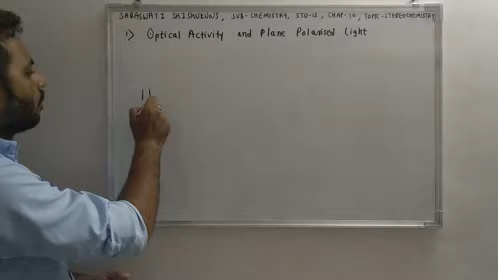 SARASWATI SHISHUKUNJ, SUB-CHEMISTRY, STD-12, CHAP-10, TOPIC-STEREOCHEMISTRY
1) Optical Activity and Plane Polarised Light